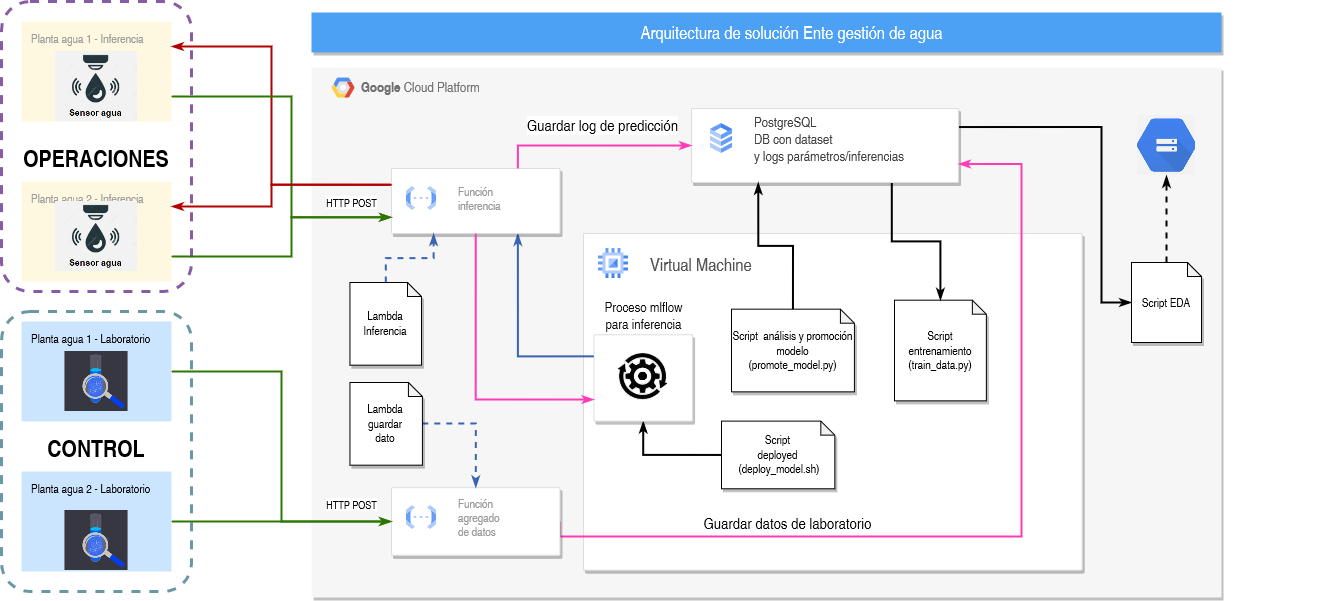 Arquitectura de solución Ente gestión de agua
Planta agua 1 - Inferencia
Sensor agua
OPERACIONES
Planta agua 2 - Inferencia
Sensor agua
Planta agua 1 - Laboratorio
CONTROL
Planta agua 2 - Laboratorio
Google Cloud Platform
Guardar log de predicción
PostgreSQL
DB con dataset
y logs parámetros/inferencias
HTTP POST
Función
inferencia
Lambda
Inferencia
Lambda
guardar
dato
HTTP POST
Función
agregado
de datos
Virtual Machine
Proceso mlflow
para inferencia
Script análisis y promoción
modelo
(promote_model.py)
Script
entrenamiento
(train_data.py)
Script
deployed
(deploy_model.sh)
Guardar datos de laboratorio
Script EDA